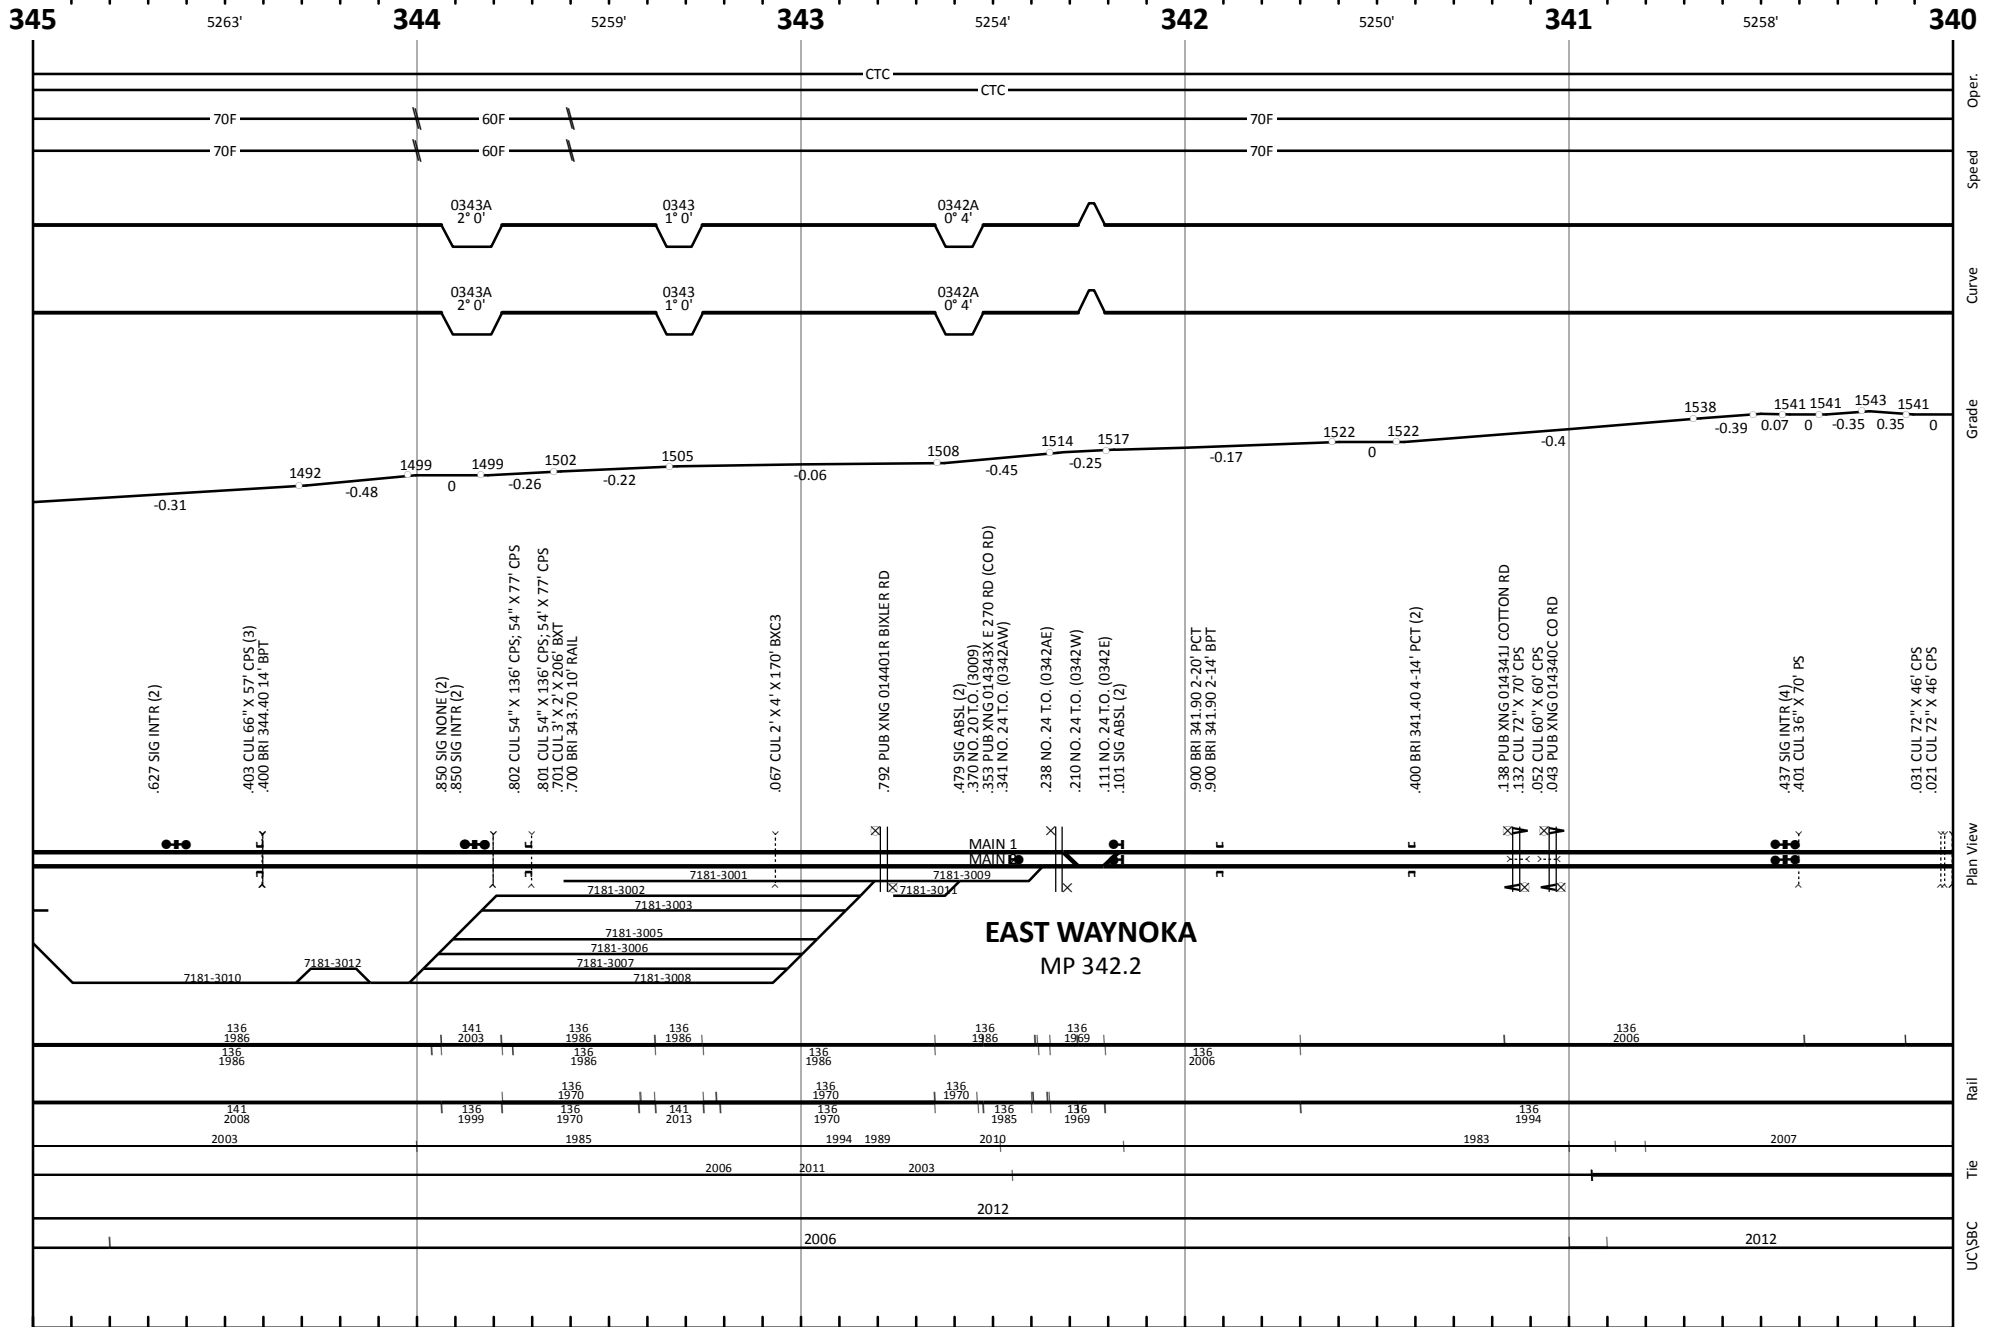 345
5263'
344
5259'
343
5254'
342
5250'
341
5258'
340
CTC
CTC
Oper.
70F
60F
70F
70F
60F
70F
Speed
0343A
2° 0'
0343
1° 0'
0342A
0° 4'
0343A
2° 0'
0343
1° 0'
0342A
0° 4'
Curve
1492
1499
1499
1502
1505
1508
1514
1517
1522
1522
1538
1541
1541
1543
1541
-0.31
-0.48
0
-0.26
-0.22
-0.06
-0.45
-0.25
-0.17
0
-0.4
-0.39
0.07
0
-0.35
0.35
0
Grade
.627 SIG INTR (2)
.403 CUL 66" X 57' CPS (3)
.400 BRI 344.40 14' BPT
.850 SIG NONE (2)
.850 SIG INTR (2)
.802 CUL 54" X 136' CPS; 54" X 77' CPS
.801 CUL 54" X 136' CPS; 54' X 77' CPS
.701 CUL 3' X 2' X 206' BXT
.700 BRI 343.70 10' RAIL
.067 CUL 2' X 4' X 170' BXC3
.792 PUB XNG 014401R BIXLER RD
.479 SIG ABSL (2)
.370 NO. 20 T.O. (3009)
.353 PUB XNG 014343X E 270 RD (CO RD)
.341 NO. 24 T.O. (0342AW)
.238 NO. 24 T.O. (0342AE)
.210 NO. 24 T.O. (0342W)
.111 NO. 24 T.O. (0342E)
.101 SIG ABSL (2)
.900 BRI 341.90 2-20' PCT
.900 BRI 341.90 2-14' BPT
.400 BRI 341.40 4-14' PCT (2)
.138 PUB XNG 014341J COTTON RD
.132 CUL 72" X 70' CPS
.052 CUL 60" X 60' CPS
.043 PUB XNG 014340C CO RD
.437 SIG INTR (4)
.401 CUL 36" X 70' PS
.031 CUL 72" X 46' CPS
.021 CUL 72" X 46' CPS
MAIN 1
MAIN
7181-3001
7181-3009
7181-3002
7181-3011
7181-3003
7181-3005
7181-3006
7181-3007
7181-3008
7181-3012
7181-3010
EAST WAYNOKA
MP 342.2
Plan View
136
1986
141
2003
136
1986
136
1986
136
1986
136
1969
136
2006
136
1986
136
1986
136
1986
136
2006
136
1970
136
1970
136
1970
141
2008
136
1999
136
1970
141
2013
136
1970
136
1985
136
1969
136
1994
Rail
2003
1985
1994
1989
2010
1983
2007
2006
2011
2003
Tie
2012
2006
2012
UC\SBC